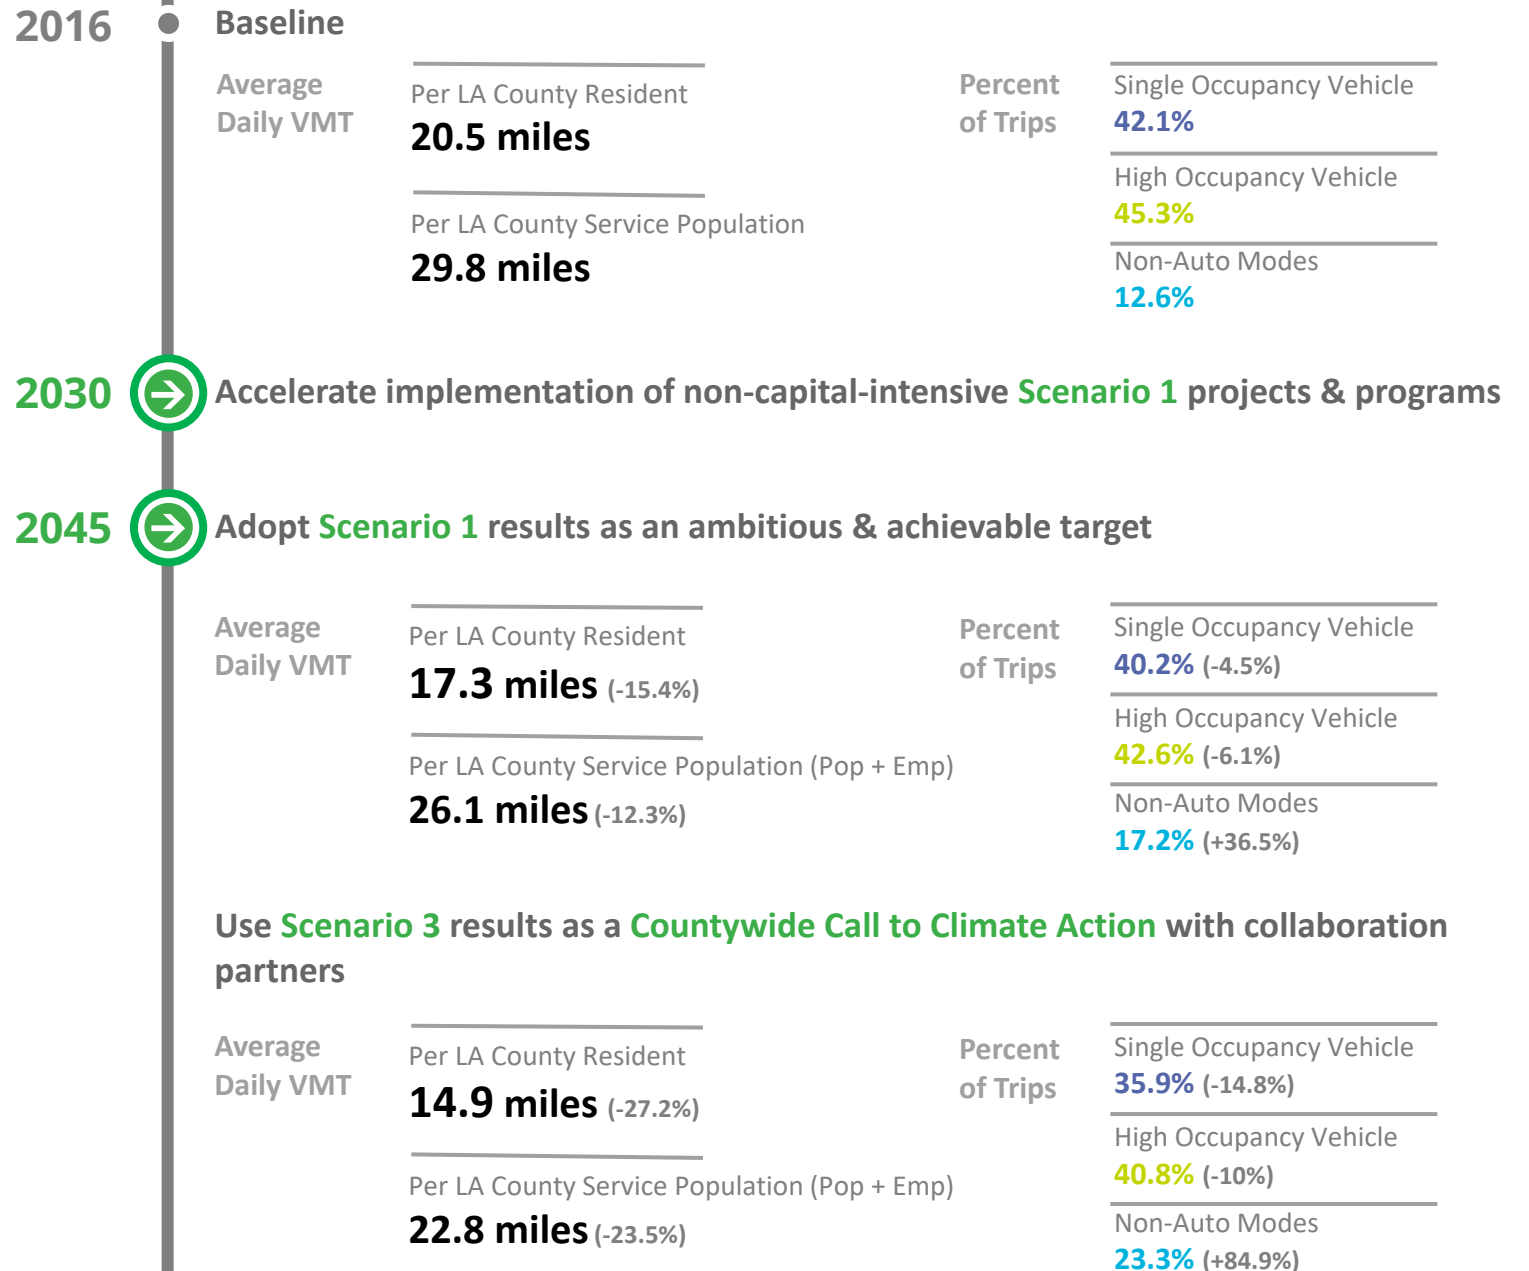 2016
Baseline
Average
Daily VMT
Per LA County Resident
20.5 miles
Per LA County Service Population
29.8 miles
Percent
of Trips
Single Occupancy Vehicle
42.1%
High Occupancy Vehicle
45.3%
Non-Auto Modes
12.6%
2030
Accelerate implementation of non-capital-intensive Scenario 1 projects & programs
2045
Adopt Scenario 1 results as an ambitious & achievable target
Average
Daily VMT
Per LA County Resident
17.3 miles (-15.4%)
Per LA County Service Population (Pop + Emp)
26.1 miles (-12.3%)
Percent
of Trips
Single Occupancy Vehicle
40.2% (-4.5%)
High Occupancy Vehicle
42.6% (-6.1%)
Non-Auto Modes
17.2% (+36.5%)
Use Scenario 3 results as a Countywide Call to Climate Action with collaboration
partners
Average
Daily VMT
Per LA County Resident
14.9 miles (-27.2%)
Per LA County Service Population (Pop + Emp)
22.8 miles (-23.5%)
Percent
of Trips
Single Occupancy Vehicle
35.9% (-14.8%)
High Occupancy Vehicle
40.8% (-10%)
Non-Auto Modes
23.3% (+84.9%)